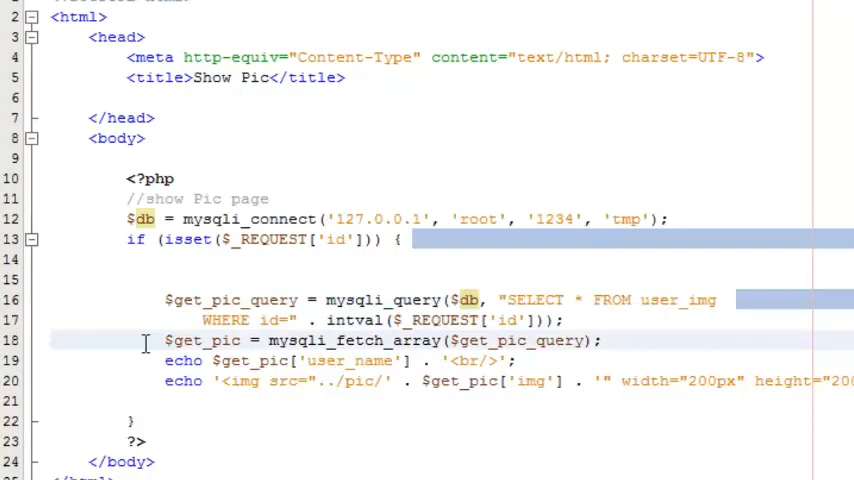 2 <html>
3 <head>
4 <meta http-equiv="Content-Type" content="text/html; charset=UTF-8">
5 <title>Show Pic</title>
6
7 </head>
8 <body>
9
10 <?php
11 //show Pic page
12 $db = mysqli_connect('127.0.0.1', 'root', '1234', 'tmp');
13 if (isset($_REQUEST['id'])) {
14
15
16 $get_pic_query = mysqli_query($db, "SELECT * FROM user_img
17 WHERE id=" . intval($_REQUEST['id']));
18 $get_pic = mysqli_fetch_array($get_pic_query);
19 echo $get_pic['user_name'] . '<br/>';
20 echo '<img src="../pic/' . $get_pic['img'] . '" width="200px" height="20
21
22 }
23 ?>
24 </body>